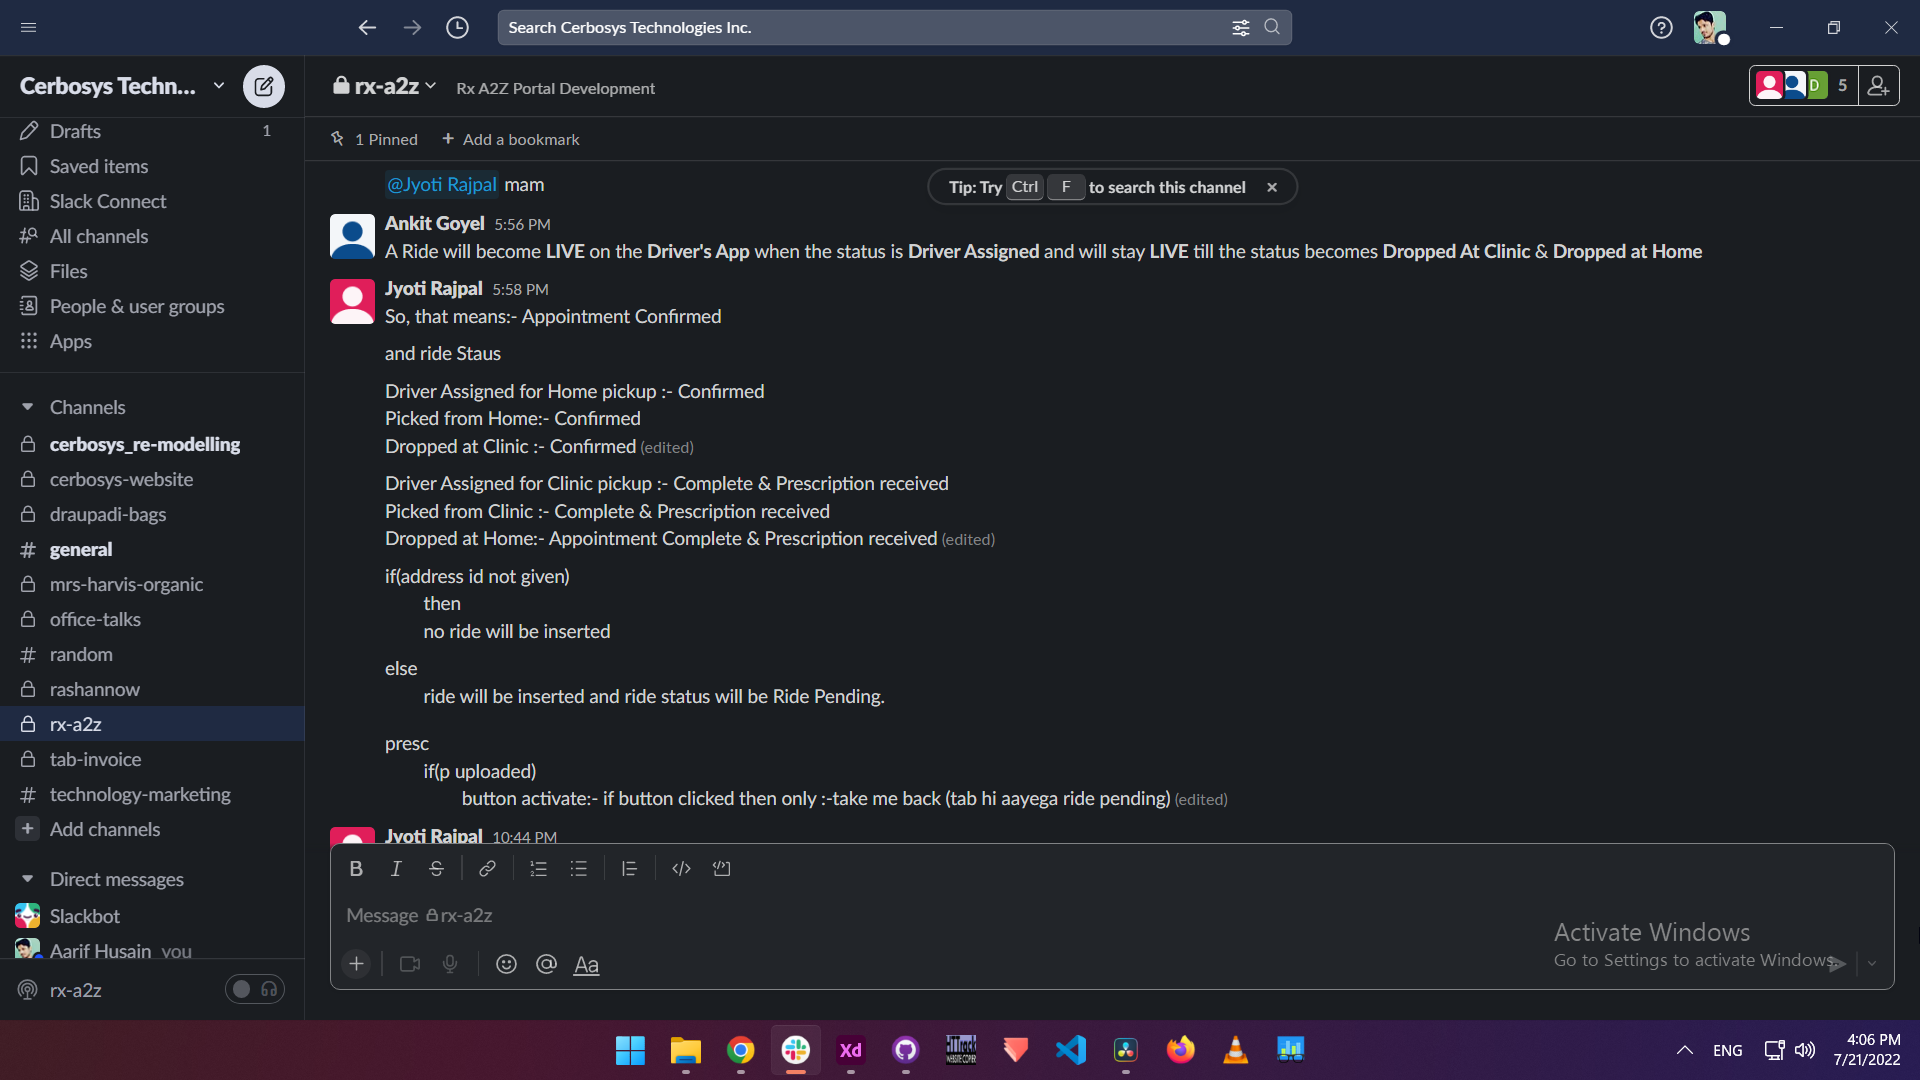 Search Cerbosys Technologies Inc.
Cerbosys Techn...
Drafts 1
Saved items
Slack Connect
All channels
Files
People & user groups
Apps
Channels
cerbosys_re-modelling
cerbosys-website
draupadi-bags
general
mrs-harvis-organic
office-talks
random
rashannow
rx-a2z
tab-invoice
technology-marketing
Add channels
Direct messages
Slackbot
Aarif Husain you
rx-a2z
rx-a2z Rx A2Z Portal Development
D 5
1 Pinned + Add a bookmark
@Jyoti Rajpal mam
Tip: Try Ctrl F to search this channel
Ankit Goyel 5:56 PM
A Ride will become LIVE on the Driver's App when the status is Driver Assigned and will stay LIVE till the status becomes Dropped At Clinic & Dropped at Home
Jyoti Rajpal 5:58 PM
So, that means:- Appointment Confirmed
and ride Staus
Driver Assigned for Home pickup :- Confirmed
Picked from Home:- Confirmed
Dropped at Clinic :- Confirmed (edited)
Driver Assigned for Clinic pickup :- Complete & Prescription received
Picked from Clinic :- Complete & Prescription received
Dropped at Home:- Appointment Complete & Prescription received (edited)
if(address id not given)
then
no ride will be inserted
else
ride will be inserted and ride status will be Ride Pending.
presc
if(p uploaded)
button activate:- if button clicked then only :-take me back (tab hi aayega ride pending) (edited)
Jyoti Rajpal 10:44 PM
B I S
Message rx-a2z
Aa
Activate Windows
Go to Settings to activate Windows.
Xd
HTTrack
WEBSITE COPIER
ENG
4:06 PM
7/21/2022